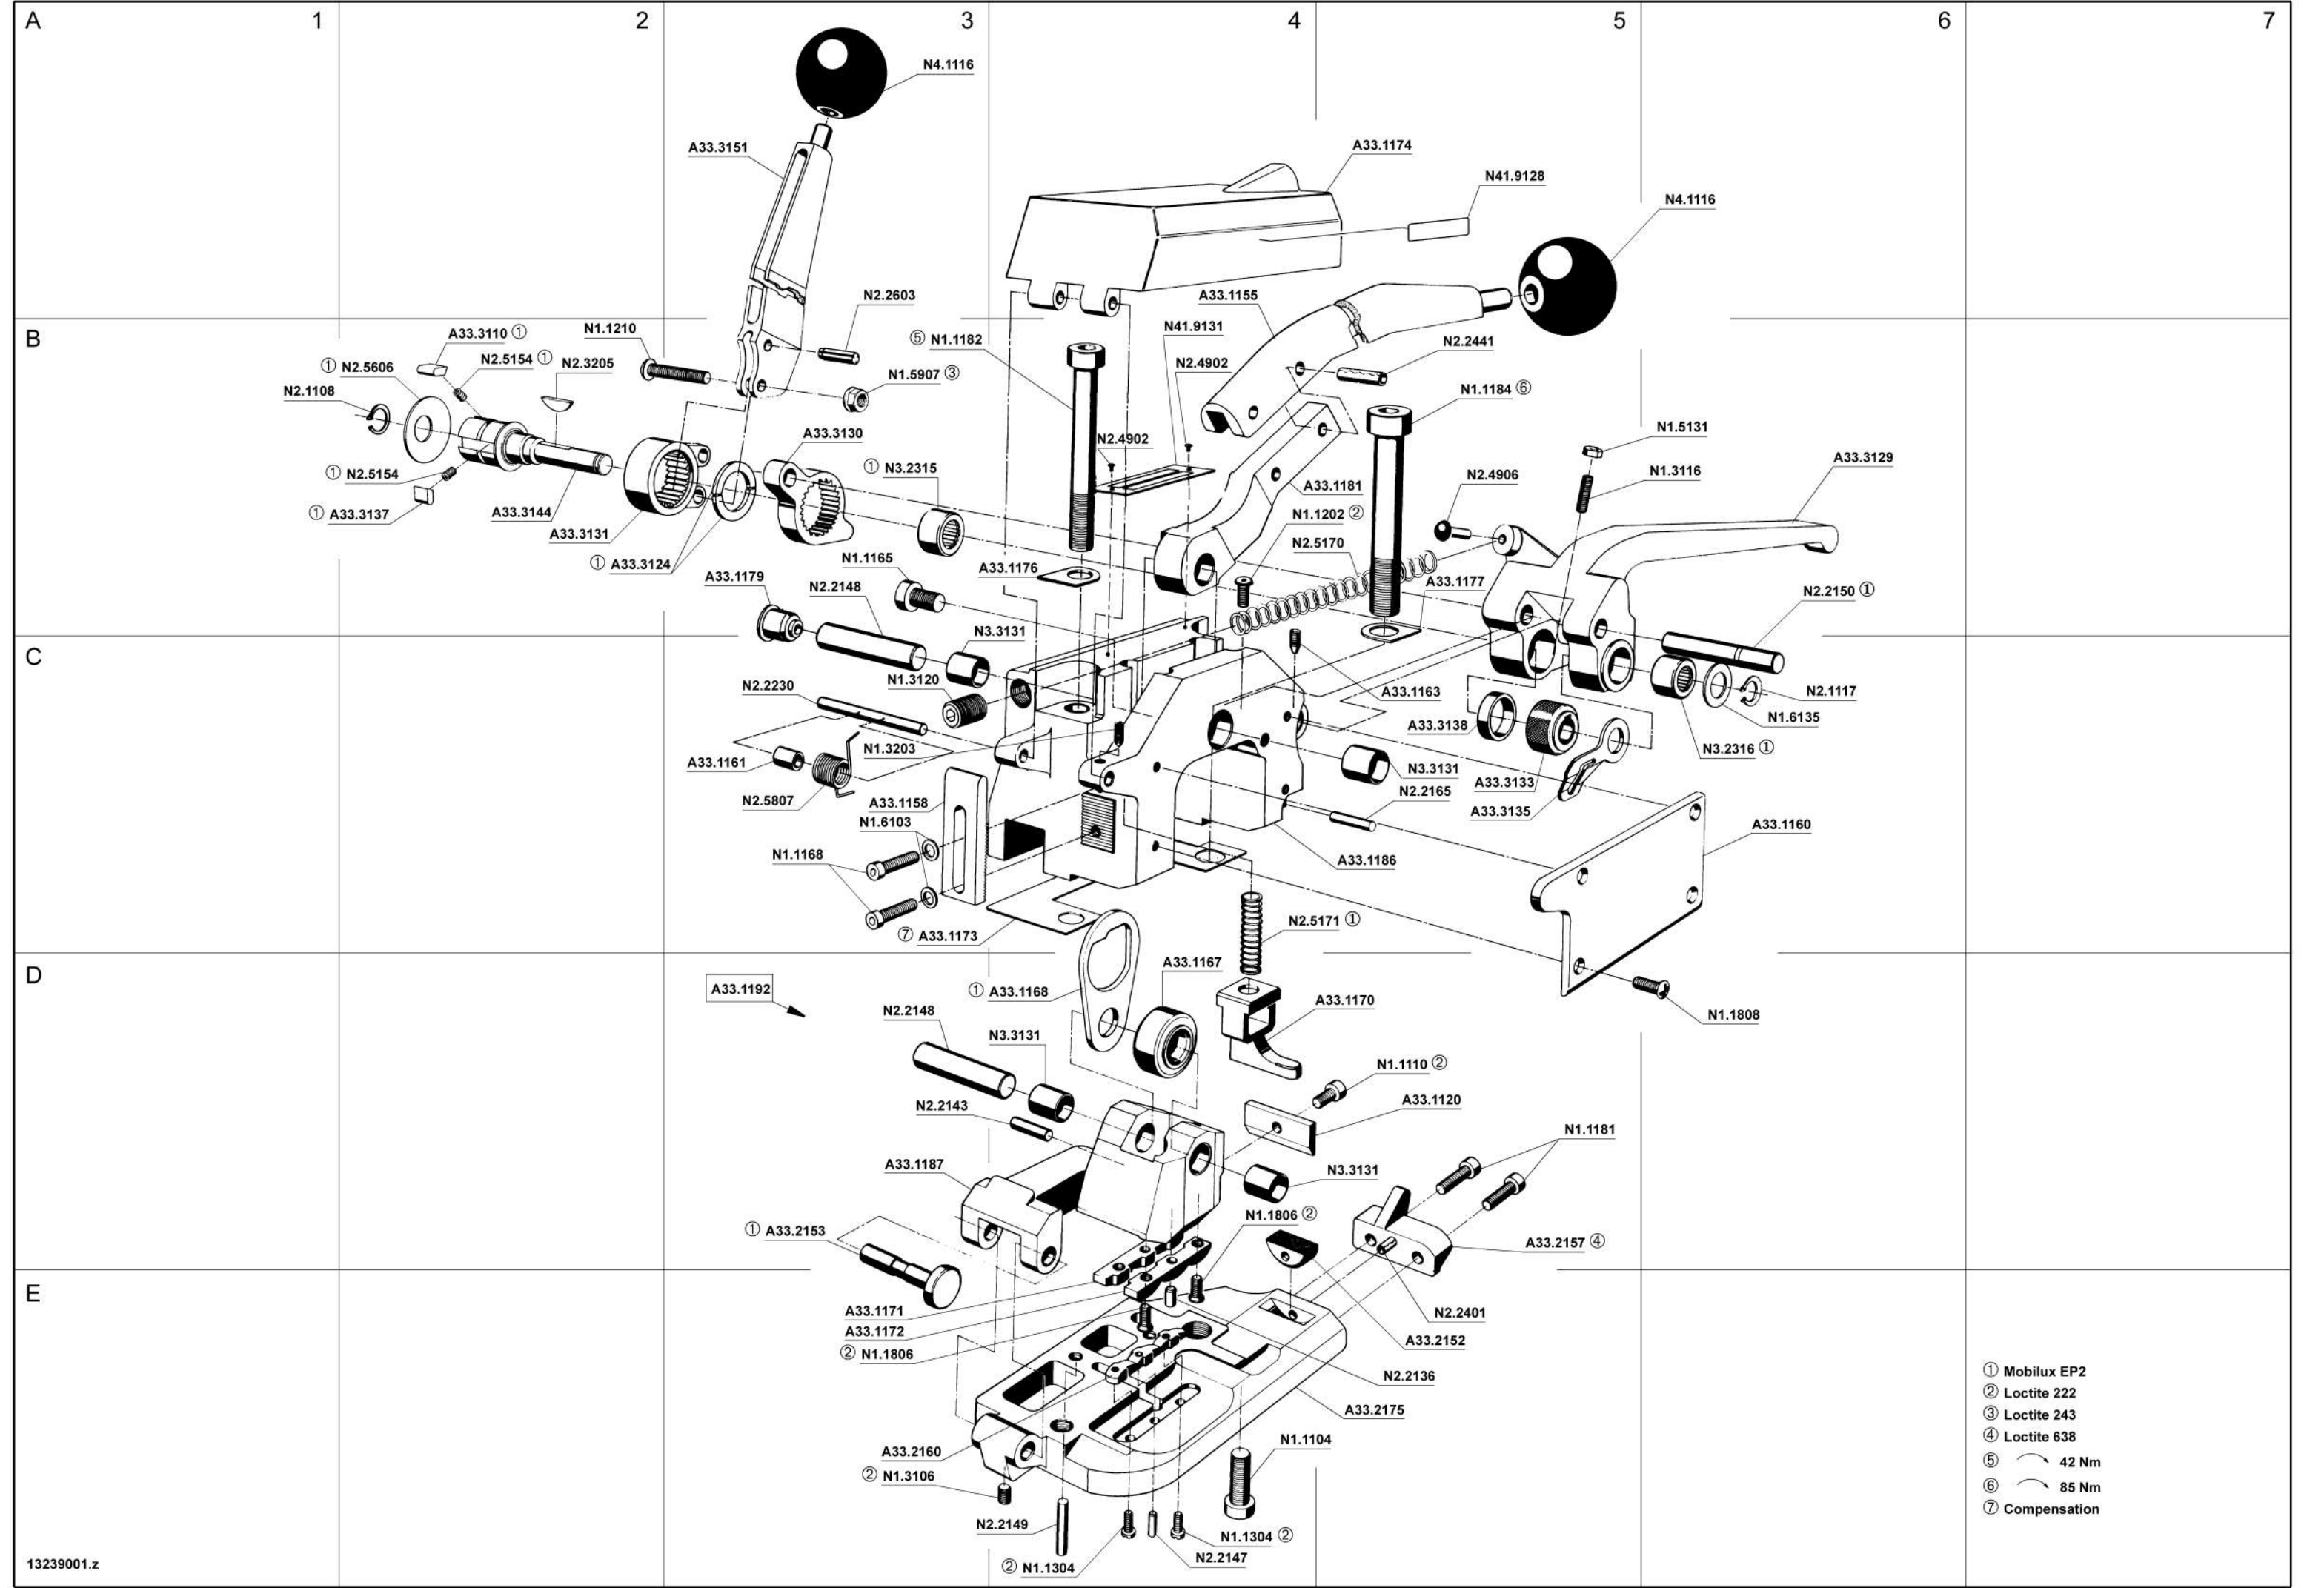 A 1 2 3 4 5 6 7
N4.1116
A33.3151
A33.1174
N41.9128
N4.1116
N2.2603
A33.1155
B
A33.3110 ①
N1.1210
⑤ N1.1182
N41.9131
N2.2441
① N2.5606
N2.5154 ①
N2.3205
N2.4902
N2.1108
N1.5907 ③
N1.1184 ⑥
A33.3130
N2.4902
N1.5131
① N2.5154
① N3.2315
N2.4906
N1.3116
A33.3129
① A33.3137
A33.3144
A33.1181
A33.3131
N1.1202 ②
① A33.3124
N1.1165
A33.1176
N2.5170
A33.1179
N2.2148
A33.1177
N2.2150 ①
C
N3.3131
N2.2230
N1.3120
A33.1163
N2.1117
A33.3138
N1.6135
N1.3203
N3.2316 ①
A33.1161
N3.3131
A33.3133
N2.5807
A33.1158
N2.2165
A33.3135
N1.6103
A33.1160
N1.1168
A33.1186
N2.5171 ①
⑦ A33.1173
D
A33.1167
A33.1192
① A33.1168
A33.1170
N2.2148
N1.1808
N3.3131
N1.1110 ②
N2.2143
A33.1120
N1.1181
A33.1187
N3.3131
N1.1806 ②
① A33.2153
A33.2157 ④
E
A33.1171
N2.2401
A33.1172
A33.2152
② N1.1806
N2.2136
A33.2175
A33.2160
N1.1104
② N1.3106
N2.2149
N1.1304 ②
N2.2147
② N1.1304
① Mobilux EP2
② Loctite 222
③ Loctite 243
④ Loctite 638
⑤ 42 Nm
⑥ 85 Nm
⑦ Compensation
13239001.z